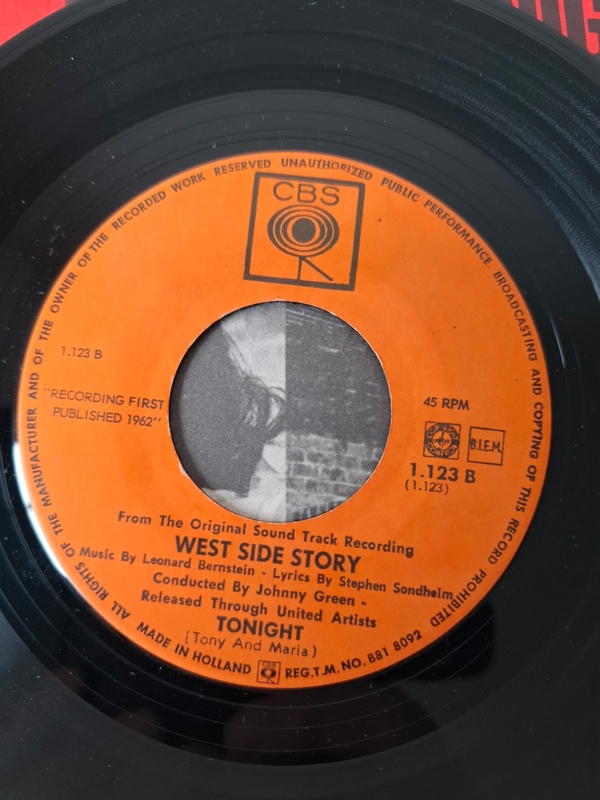 ALL RIGHTS OF THE MANUFACTURER AND OF THE OWNER OF THE RECORDED WORK RESERVED UNAUTHORIZED PUBLIC PERFORMANCE BROADCASTING AND COPYING OF THIS RECORD PROHIBITED
CBS
1.123 B
"RECORDING FIRST
PUBLISHED 1962"
45 RPM
B.I.E.M.
1.123 B
(1.123)
From The Original Sound Track Recording
WEST SIDE STORY
Music By Leonard Bernstein - Lyrics By Stephen Sondheim
Conducted By Johnny Green -
Released Through United Artists
TONIGHT
(Tony And Maria)
MADE IN HOLLAND CBS REG.T.M. NO. B81 8092